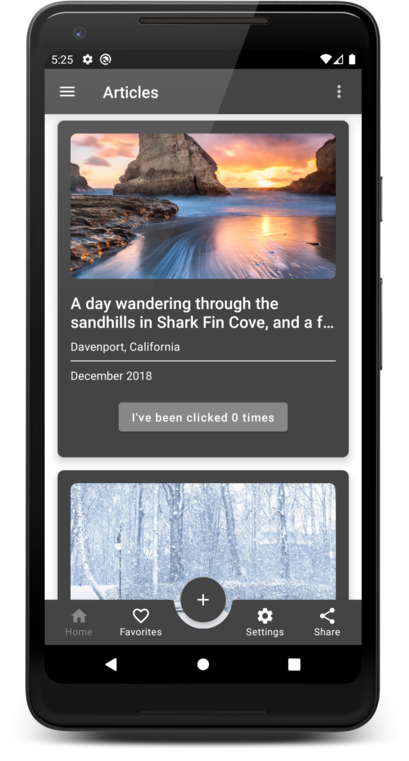 5:25
Articles
A day wandering through the
sandhills in Shark Fin Cove, and a f...
Davenport, California
December 2018
I've been clicked 0 times
+
Home Favorites Settings Share